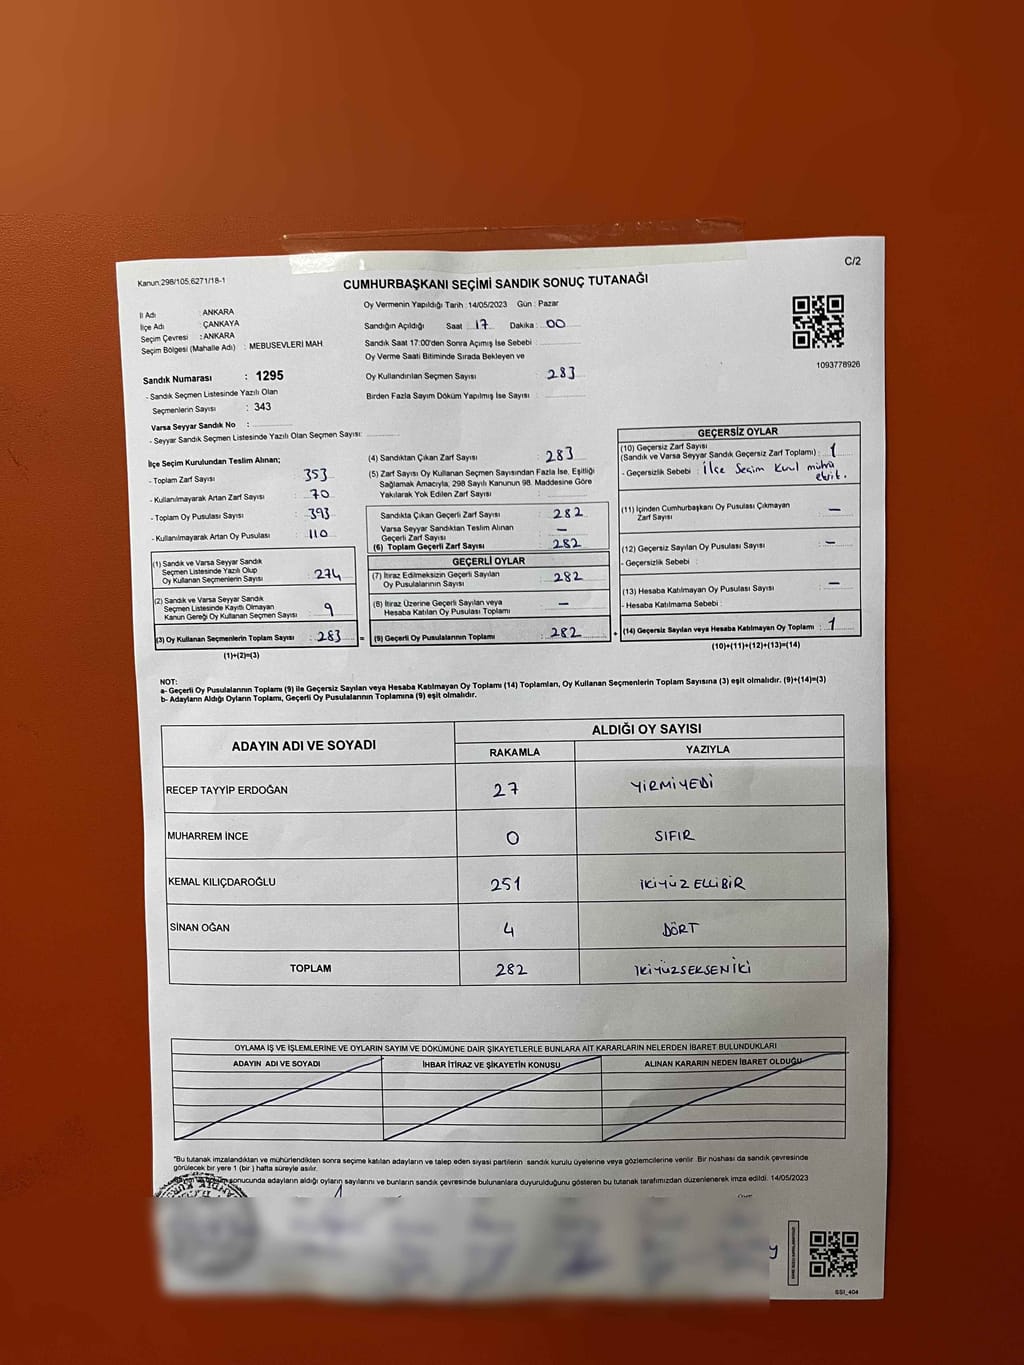 Kanun:298/105,6271/18-1
C/2
CUMHURBAŞKANI SEÇİMİ SANDIK SONUÇ TUTANAĞI
İl Adı : ANKARA
İlçe Adı : ÇANKAYA
Seçim Çevresi : ANKARA
Seçim Bölgesi (Mahalle Adı) : MEBUSEVLERİ MAH.
Sandık Numarası : 1295
- Sandık Seçmen Listesinde Yazılı Olan
Seçmenlerin Sayısı : 343
Varsa Seyyar Sandık No :
- Seyyar Sandık Seçmen Listesinde Yazılı Olan Seçmen Sayısı:
Oy Vermenin Yapıldığı Tarih : 14/05/2023 Gün : Pazar
Sandığın Açıldığı Saat : 17 Dakika : 00
Sandık Saat 17:00'den Sonra Açımış İse Sebebi :
Oy Verme Saati Bitiminde Sırada Bekleyen ve
Oy Kullandırılan Seçmen Sayısı : 283
Birden Fazla Sayım Döküm Yapılmış İse Sayısı :
1093778926
İlçe Seçim Kurulundan Teslim Alınan;
- Toplam Zarf Sayısı : 353
- Kullanılmayarak Artan Zarf Sayısı : 70
- Toplam Oy Pusulası Sayısı : 393
- Kullanılmayarak Artan Oy Pusulası : 110
(1) Sandık ve Varsa Seyyar Sandık
Seçmen Listesinde Yazılı Olup
Oy Kullanan Seçmenlerin Sayısı : 274
(2) Sandık ve Varsa Seyyar Sandık
Seçmen Listesinde Kayıtlı Olmayan
Kanun Gereği Oy Kullanan Seçmen Sayısı : 9
(3) Oy Kullanan Seçmenlerin Toplam Sayısı : 283 =
(1)+(2)=(3)
(4) Sandıktan Çıkan Zarf Sayısı : 283
(5) Zarf Sayısı Oy Kullanan Seçmen Sayısından Fazla İse, Eşitliği
Sağlamak Amacıyla, 298 Sayılı Kanunun 98. Maddesine Göre
Yakılarak Yok Edilen Zarf Sayısı :
Sandıkta Çıkan Geçerli Zarf Sayısı : 282
Varsa Seyyar Sandıktan Teslim Alınan
Geçerli Zarf Sayısı : –
(6) Toplam Geçerli Zarf Sayısı : 282
GEÇERLİ OYLAR
(7) İtiraz Edilmeksizin Geçerli Sayılan
Oy Pusulalarının Sayısı : 282
(8) İtiraz Üzerine Geçerli Sayılan veya
Hesaba Katılan Oy Pusulası Toplamı : –
(9) Geçerli Oy Pusulalarının Toplamı : 282 +
GEÇERSİZ OYLAR
(10) Geçersiz Zarf Sayısı
(Sandık ve Varsa Seyyar Sandık Geçersiz Zarf Toplamı) : 1
- Geçersizlik Sebebi : İlçe Seçim Kurul mührü
(11) İçinden Cumhurbaşkanı Oy Pusulası Çıkmayan
Zarf Sayısı : –
(12) Geçersiz Sayılan Oy Pusulası Sayısı : –
- Geçersizlik Sebebi :
(13) Hesaba Katılmayan Oy Pusulası Sayısı : –
- Hesaba Katılmama Sebebi :
(14) Geçersiz Sayılan veya Hesaba Katılmayan Oy Toplamı : 1
(10)+(11)+(12)+(13)=(14)
NOT:
a- Geçerli Oy Pusulalarının Toplamı (9) ile Geçersiz Sayılan veya Hesaba Katılmayan Oy Toplamı (14) Toplamları, Oy Kullanan Seçmenlerin Toplam Sayısına (3) eşit olmalıdır. (9)+(14)=(3)
b- Adayların Aldığı Oyların Toplamı, Geçerli Oy Pusulalarının Toplamına (9) eşit olmalıdır.
ADAYIN ADI VE SOYADI ALDIĞI OY SAYISI
RAKAMLA YAZIYLA
RECEP TAYYİP ERDOĞAN 27 YİRMİYEDİ
MUHARREM İNCE 0 SIFIR
KEMAL KILIÇDAROĞLU 251 İKİYÜZ ELLİBİR
SİNAN OĞAN 4 DÖRT
TOPLAM 282 İKİYÜZSEKSENİKİ
OYLAMA İŞ VE İŞLEMLERİNE VE OYLARIN SAYIM VE DÖKÜMÜNE DAİR ŞİKAYETLERLE BUNLARA AİT KARARLARIN NELERDEN İBARET BULUNDUKLARI
ADAYIN ADI VE SOYADI İHBAR İTİRAZ VE ŞİKAYETİN KONUSU ALINAN KARARIN NEDEN İBARET OLDUĞU
"Bu tutanak imzalandıktan ve mühürlendikten sonra seçime katılan adayların ve talep eden siyasi partilerin sandık kurulu üyelerine veya gözlemcilerine verilir. Bir nüshası da sandık çevresinde
görülecek bir yere 1 (bir ) hafta süreyle asılır.
sonucunda adayların aldığı oyların sayılarını ve bunların sandık çevresinde bulunanlara duyurulduğunu gösteren bu tutanak tarafımızdan düzenlenerek imza edildi. 14/05/2023
SSI_404